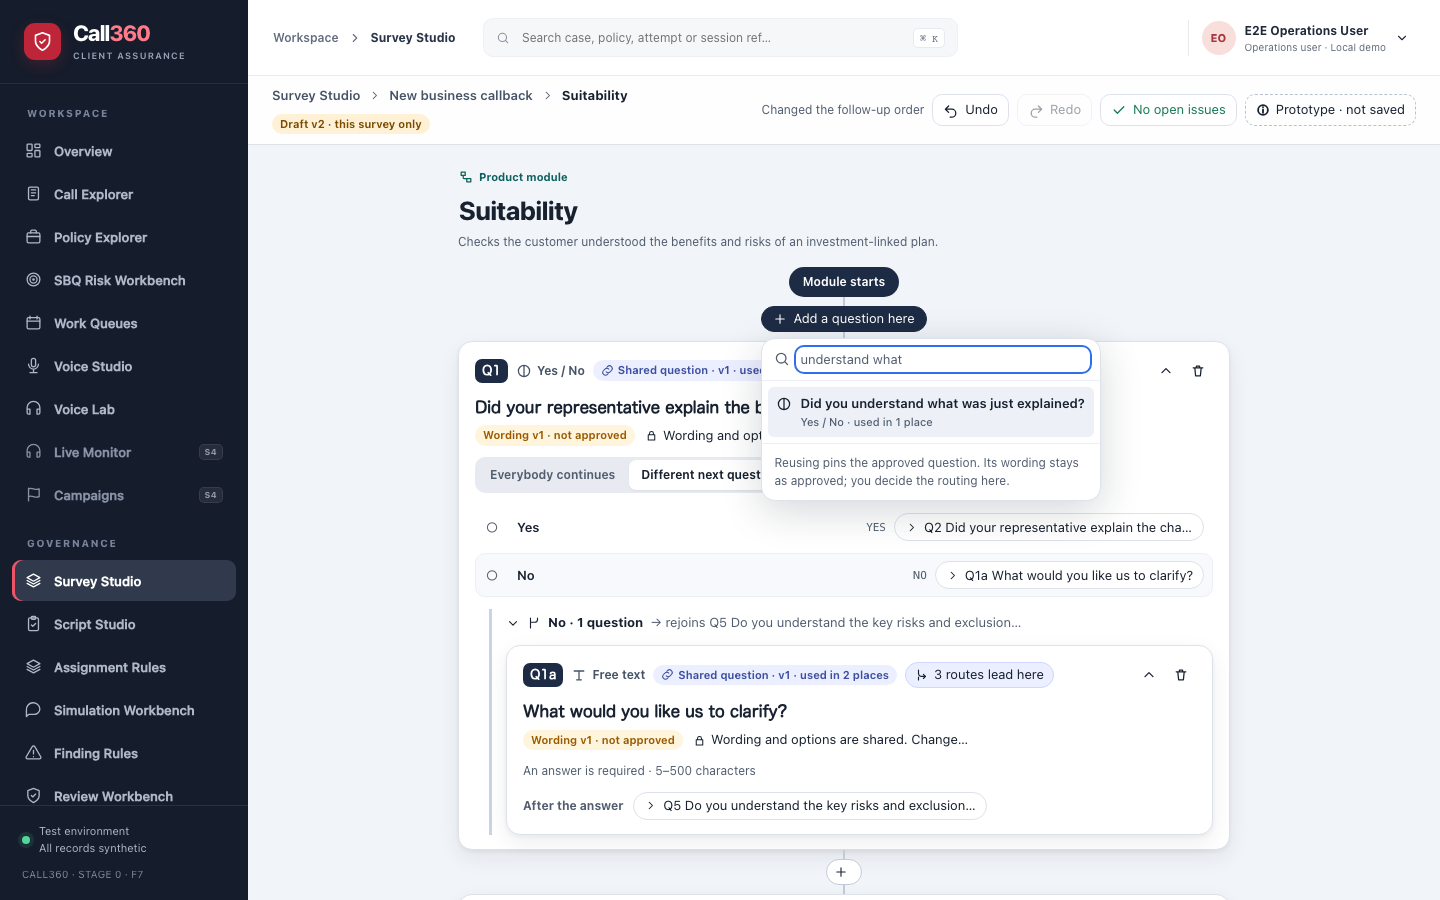 Call360
CLIENT ASSURANCE
WORKSPACE
Overview
Call Explorer
Policy Explorer
SBQ Risk Workbench
Work Queues
Voice Studio
Voice Lab
Live Monitor S4
Campaigns S4
GOVERNANCE
Survey Studio
Script Studio
Assignment Rules
Simulation Workbench
Finding Rules
Review Workbench
Test environment
All records synthetic
CALL360 · STAGE 0 · F7
Workspace > Survey Studio
Search case, policy, attempt or session ref...
⌘ K
EO
E2E Operations User
Operations user · Local demo
Survey Studio > New business callback > Suitability
Draft v2 · this survey only
Changed the follow-up order
Undo
Redo
No open issues
Prototype · not saved
Product module
Suitability
Checks the customer understood the benefits and risks of an investment-linked plan.
Module starts
+ Add a question here
understand what
Did you understand what was just explained?
Yes / No · used in 1 place
Reusing pins the approved question. Its wording stays
as approved; you decide the routing here.
Q1 Yes / No Shared question · v1 ·
Did your representative explain the
Wording v1 · not approved Wording and
Everybody continues Different next
Yes YES Q2 Did your representative explain the cha...
No NO Q1a What would you like us to clarify?
No · 1 question → rejoins Q5 Do you understand the key risks and exclusion...
Q1a Free text Shared question · v1 · used in 2 places 3 routes lead here
What would you like us to clarify?
Wording v1 · not approved Wording and options are shared. Change...
An answer is required · 5–500 characters
After the answer Q5 Do you understand the key risks and exclusion...
+